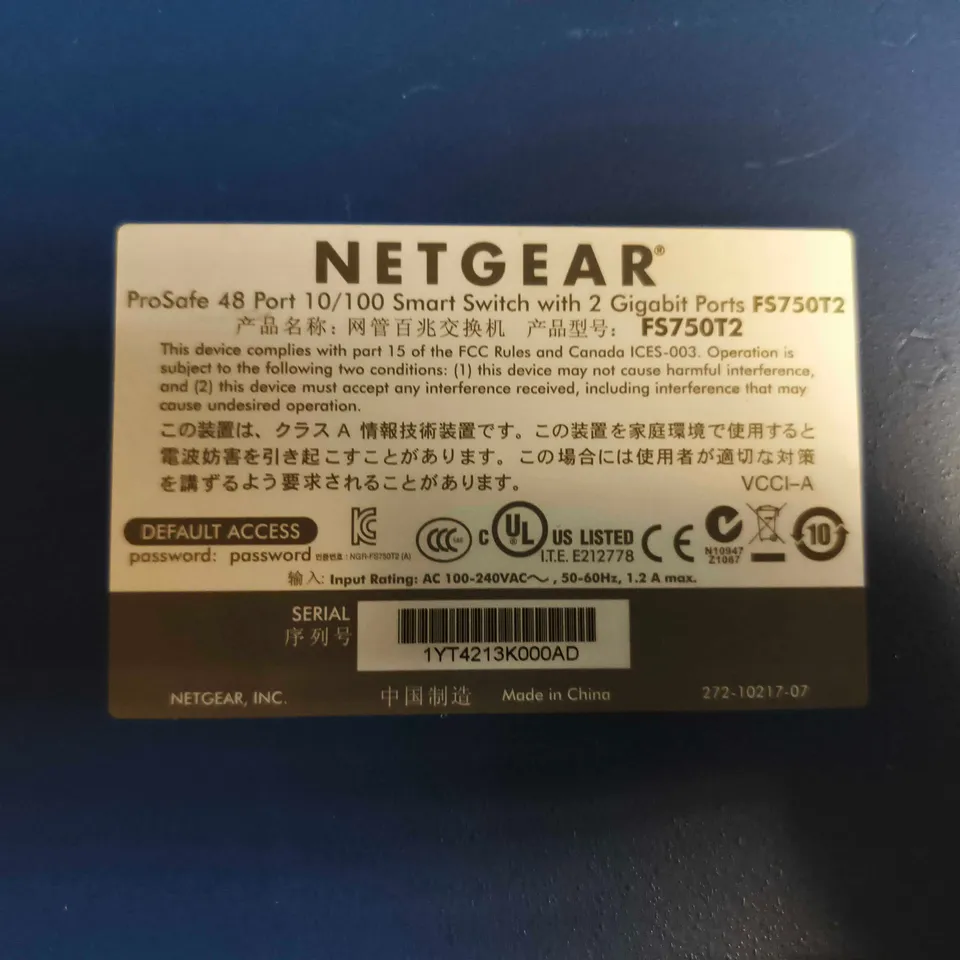 NETGEAR®
ProSafe 48 Port 10/100 Smart Switch with 2 Gigabit Ports FS750T2
产品名称: 网管百兆交换机 产品型号: FS750T2
This device complies with part 15 of the FCC Rules and Canada ICES-003. Operation is
subject to the following two conditions: (1) this device may not cause harmful interference,
and (2) this device must accept any interference received, including interference that may
cause undesired operation.
この装置は、クラス A 情報技術装置です。この装置を家庭環境で使用すると
電波妨害を引き起こすことがあります。この場合には使用者が適切な対策
を講ずるよう要求されることがあります。 VCCI-A
DEFAULT ACCESS
password: password
인증번호 : NGR-FS750T2 (A)
CCC
C UL US LISTED
I.T.E. E212778
CE
N10947
Z1087
10
输入: Input Rating: AC 100-240VAC～, 50-60Hz, 1.2 A max.
SERIAL
序列号
1YT4213K000AD
NETGEAR, INC. 中国制造 Made in China 272-10217-07